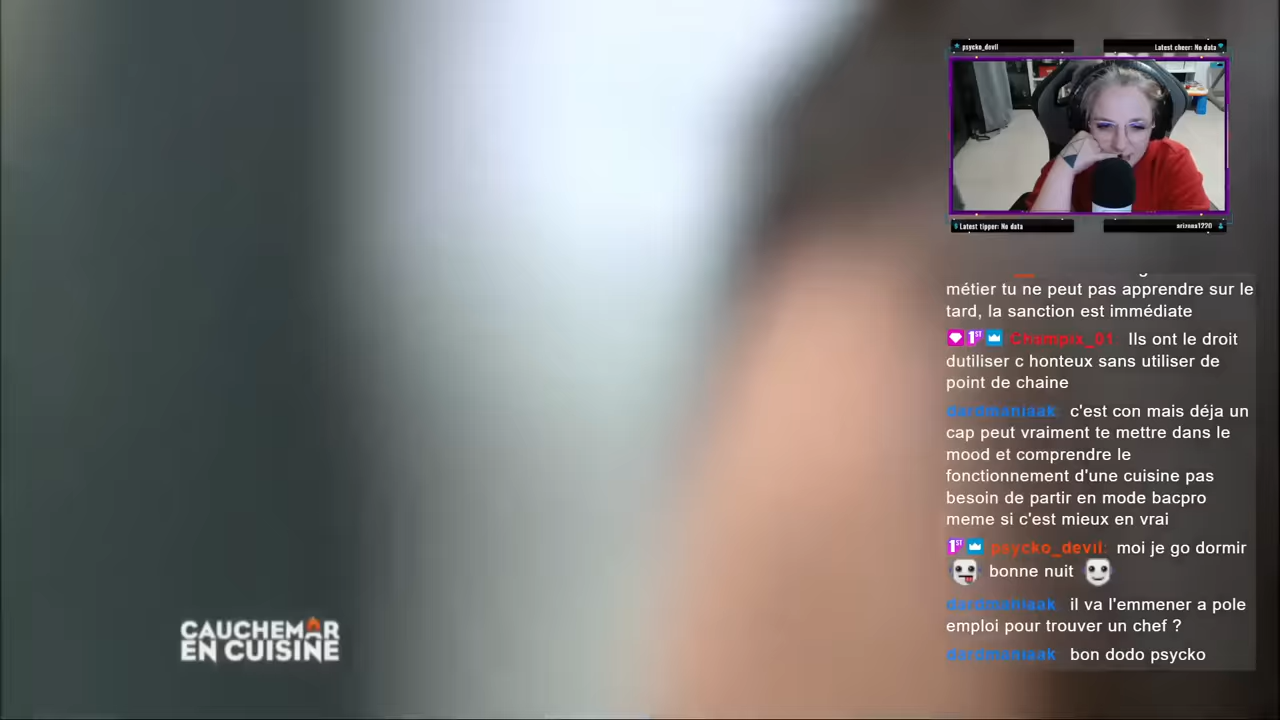 psycko_devil
Latest cheer: No data
Latest tipper: No data
arizona1220
métier tu ne peut pas apprendre sur le
tard, la sanction est immédiate
1ST Champix_01 Ils ont le droit
dutiliser c honteux sans utiliser de
point de chaine
dardmaniaak c'est con mais déja un
cap peut vraiment te mettre dans le
mood et comprendre le
fonctionnement d'une cuisine pas
besoin de partir en mode bacpro
meme si c'est mieux en vrai
1ST psycko_devil: moi je go dormir
bonne nuit
dardmaniaak il va l'emmener a pole
emploi pour trouver un chef ?
dardmaniaak bon dodo psycko
CAUCHEMAR
EN CUISINE